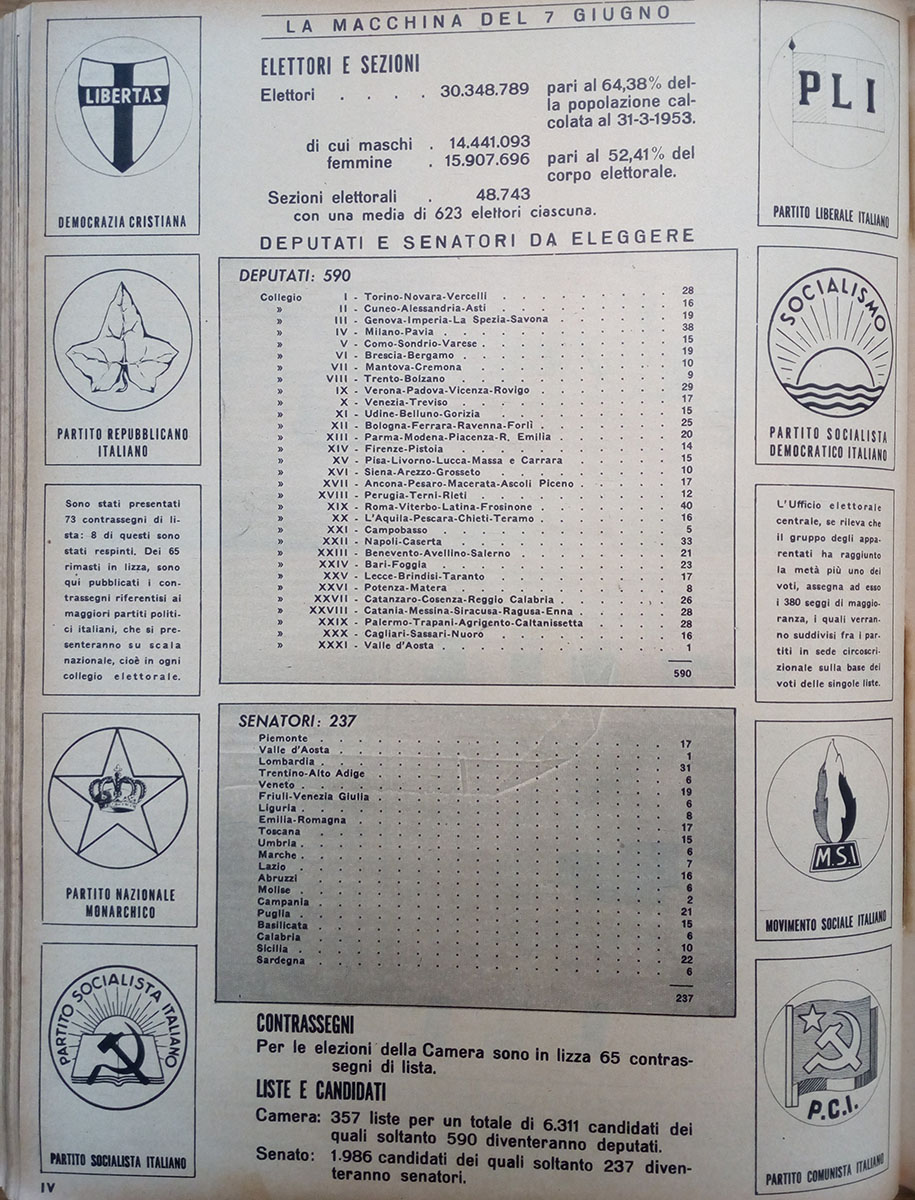 LA MACCHINA DEL 7 GIUGNO
LIBERTAS
DEMOCRAZIA CRISTIANA
PARTITO REPUBBLICANO
ITALIANO
Sono stati presentati
73 contrassegni di li-
sta: 8 di questi sono
stati respinti. Dei 65
rimasti in lizza, sono
qui pubblicati i con-
trassegni riferentisi ai
maggiori partiti politi-
ci italiani, che si pre-
senteranno su scala
nazionale, cioè in ogni
collegio elettorale.
PARTITO NAZIONALE
MONARCHICO
PARTITO SOCIALISTA ITALIANO
PARTITO SOCIALISTA ITALIANO
IV
ELETTORI E SEZIONI
Elettori . . . . 30.348.789 pari al 64,38% del-
la popolazione cal-
colata al 31-3-1953.
di cui maschi . 14.441.093
femmine . 15.907.696 pari al 52,41% del
corpo elettorale.
Sezioni elettorali . 48.743
con una media di 623 elettori ciascuna.
DEPUTATI E SENATORI DA ELEGGERE
DEPUTATI: 590
Collegio I - Torino-Novara-Vercelli 28
» II - Cuneo-Alessandria-Asti 16
» III - Genova-Imperia-La Spezia-Savona 19
» IV - Milano-Pavia 38
» V - Como-Sondrio-Varese 15
» VI - Brescia-Bergamo 19
» VII - Mantova-Cremona 10
» VIII - Trento-Bolzano 9
» IX - Verona-Padova-Vicenza-Rovigo 29
» X - Venezia-Treviso 17
» XI - Udine-Belluno-Gorizia 15
» XII - Bologna-Ferrara-Ravenna-Forlì 25
» XIII - Parma-Modena-Piacenza-R. Emilia 20
» XIV - Firenze-Pistoia 14
» XV - Pisa-Livorno-Lucca-Massa e Carrara 15
» XVI - Siena-Arezzo-Grosseto 10
» XVII - Ancona-Pesaro-Macerata-Ascoli Piceno 17
» XVIII - Perugia-Terni-Rieti 12
» XIX - Roma-Viterbo-Latina-Frosinone 40
» XX - L'Aquila-Pescara-Chieti-Teramo 16
» XXI - Campobasso 5
» XXII - Napoli-Caserta 33
» XXIII - Benevento-Avellino-Salerno 21
» XXIV - Bari-Foggia 23
» XXV - Lecce-Brindisi-Taranto 17
» XXVI - Potenza-Matera 8
» XXVII - Catanzaro-Cosenza-Reggio Calabria 26
» XXVIII - Catania-Messina-Siracusa-Ragusa-Enna 28
» XXIX - Palermo-Trapani-Agrigento-Caltanissetta 28
» XXX - Cagliari-Sassari-Nuoro 16
» XXXI - Valle d'Aosta 1
590
SENATORI: 237
Piemonte 17
Valle d'Aosta 1
Lombardia 31
Trentino-Alto Adige 6
Veneto 19
Friuli-Venezia Giulia 6
Liguria 8
Emilia-Romagna 17
Toscana 15
Umbria 6
Marche 7
Lazio 16
Abruzzi 6
Molise 2
Campania 21
Puglia 15
Basilicata 6
Calabria 10
Sicilia 22
Sardegna 6
237
CONTRASSEGNI
Per le elezioni della Camera sono in lizza 65 contras-
segni di lista.
LISTE E CANDIDATI
Camera: 357 liste per un totale di 6.311 candidati dei
quali soltanto 590 diventeranno deputati.
Senato: 1.986 candidati dei quali soltanto 237 diven-
teranno senatori.
PLI
PARTITO LIBERALE ITALIANO
SOCIALISMO
PARTITO SOCIALISTA
DEMOCRATICO ITALIANO
L'Ufficio elettorale
centrale, se rileva che
il gruppo degli appa-
rentati ha raggiunto
la metà più uno dei
voti, assegna ad esso
i 380 seggi di maggio-
ranza, i quali verran-
no suddivisi fra i par-
titi in sede circoscri-
zionale sulla base dei
voti delle singole liste.
M.S.I
MOVIMENTO SOCIALE ITALIANO
P.C.I.
PARTITO COMUNISTA ITALIANO